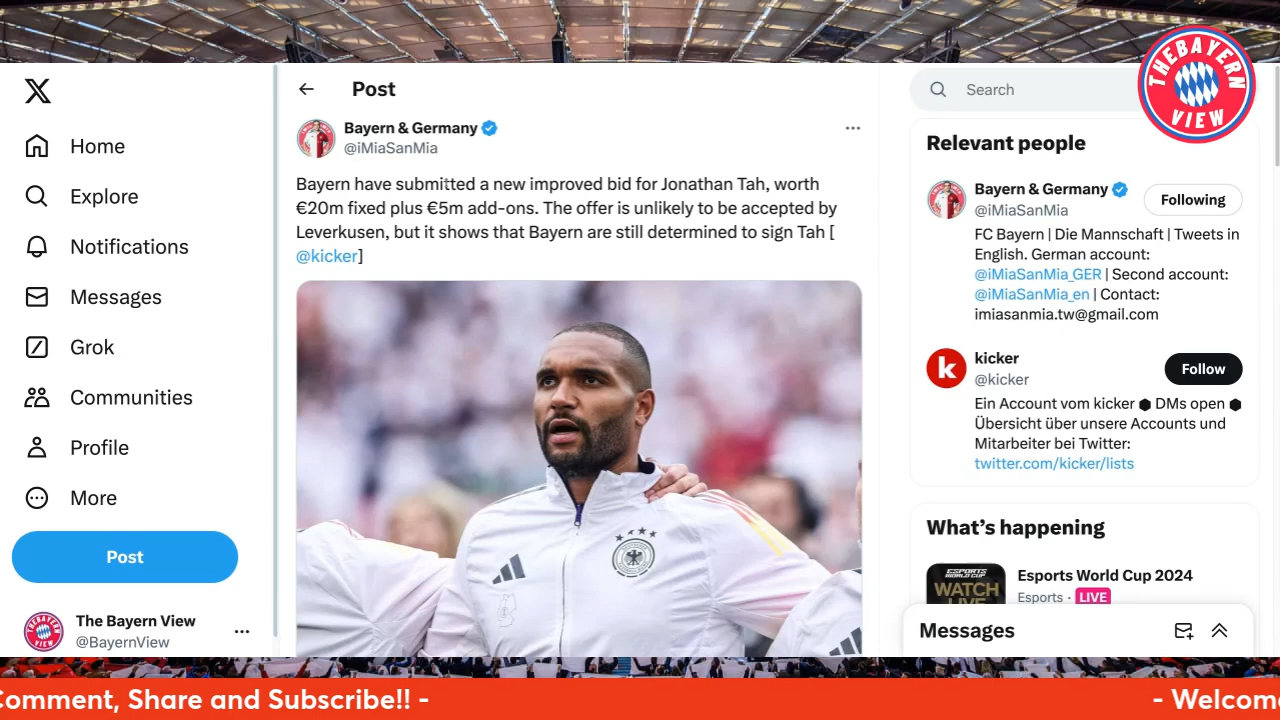 THE BAYERN
VIEW
X
Home
Explore
Notifications
Messages
Grok
Communities
Profile
More
Post
The Bayern View
@BayernView
Post
Bayern & Germany
@iMiaSanMia
Bayern have submitted a new improved bid for Jonathan Tah, worth
€20m fixed plus €5m add-ons. The offer is unlikely to be accepted by
Leverkusen, but it shows that Bayern are still determined to sign Tah [
@kicker]
Search
Relevant people
Bayern & Germany
@iMiaSanMia
Following
FC Bayern | Die Mannschaft | Tweets in
English. German account:
@iMiaSanMia_GER | Second account:
@iMiaSanMia_en | Contact:
imiasanmia.tw@gmail.com
kicker
@kicker
Follow
Ein Account vom kicker ⬢ DMs open ⬢
Übersicht über unsere Accounts und
Mitarbeiter bei Twitter:
twitter.com/kicker/lists
What's happening
ESPORTS
WORLD CUP
WATCH
LIVE
Esports World Cup 2024
Esports · LIVE
Messages
Comment, Share and Subscribe!! -
- Welcome